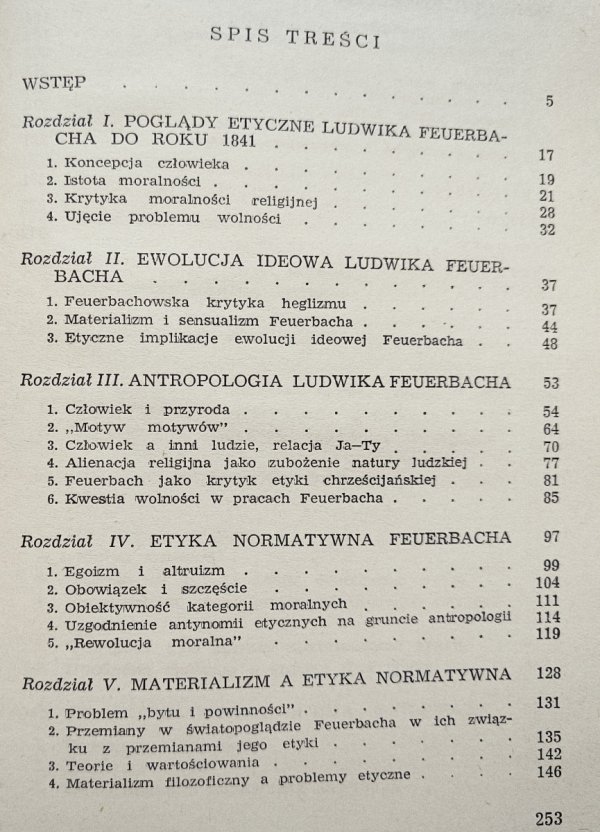 SPIS TREŚCI
WSTĘP . . . . . . . . . . . 5
Rozdział I. POGLĄDY ETYCZNE LUDWIKA FEUERBA-
CHA DO ROKU 1841 . . . . . . . 17
1. Koncepcja człowieka . . . . . . . . 19
2. Istota moralności . . . . . . . . . 21
3. Krytyka moralności religijnej . . . . . . 28
4. Ujęcie problemu wolności . . . . . . . 32
Rozdział II. EWOLUCJA IDEOWA LUDWIKA FEUER-
BACHA . . . . . . . . . . . 37
1. Feuerbachowska krytyka heglizmu . . . . . 37
2. Materializm i sensualizm Feuerbacha . . . . . 44
3. Etyczne implikacje ewolucji ideowej Feuerbacha . . 48
Rozdział III. ANTROPOLOGIA LUDWIKA FEUERBACHA 53
1. Człowiek i przyroda . . . . . . . . 54
2. „Motyw motywów” . . . . . . . . 64
3. Człowiek a inni ludzie, relacja Ja—Ty . . . . 70
4. Alienacja religijna jako zubożenie natury ludzkiej . . 77
5. Feuerbach jako krytyk etyki chrześcijańskiej . . . 81
6. Kwestia wolności w pracach Feuerbacha . . . . 85
Rozdział IV. ETYKA NORMATYWNA FEUERBACHA 97
1. Egoizm i altruizm . . . . . . . . . 99
2. Obowiązek i szczęście . . . . . . . . 104
3. Obiektywność kategorii moralnych . . . . . 111
4. Uzgodnienie antynomii etycznych na gruncie antropologii 114
5. „Rewolucja moralna” . . . . . . . . 119
Rozdział V. MATERIALIZM A ETYKA NORMATYWNA 128
1. Problem „bytu i powinności” . . . . . . . 131
2. Przemiany w światopoglądzie Feuerbacha w ich związ-
ku z przemianami jego etyki . . . . . . 135
3. Teorie i wartościowania . . . . . . . 142
4. Materializm filozoficzny a problemy etyczne . . . . 146
253